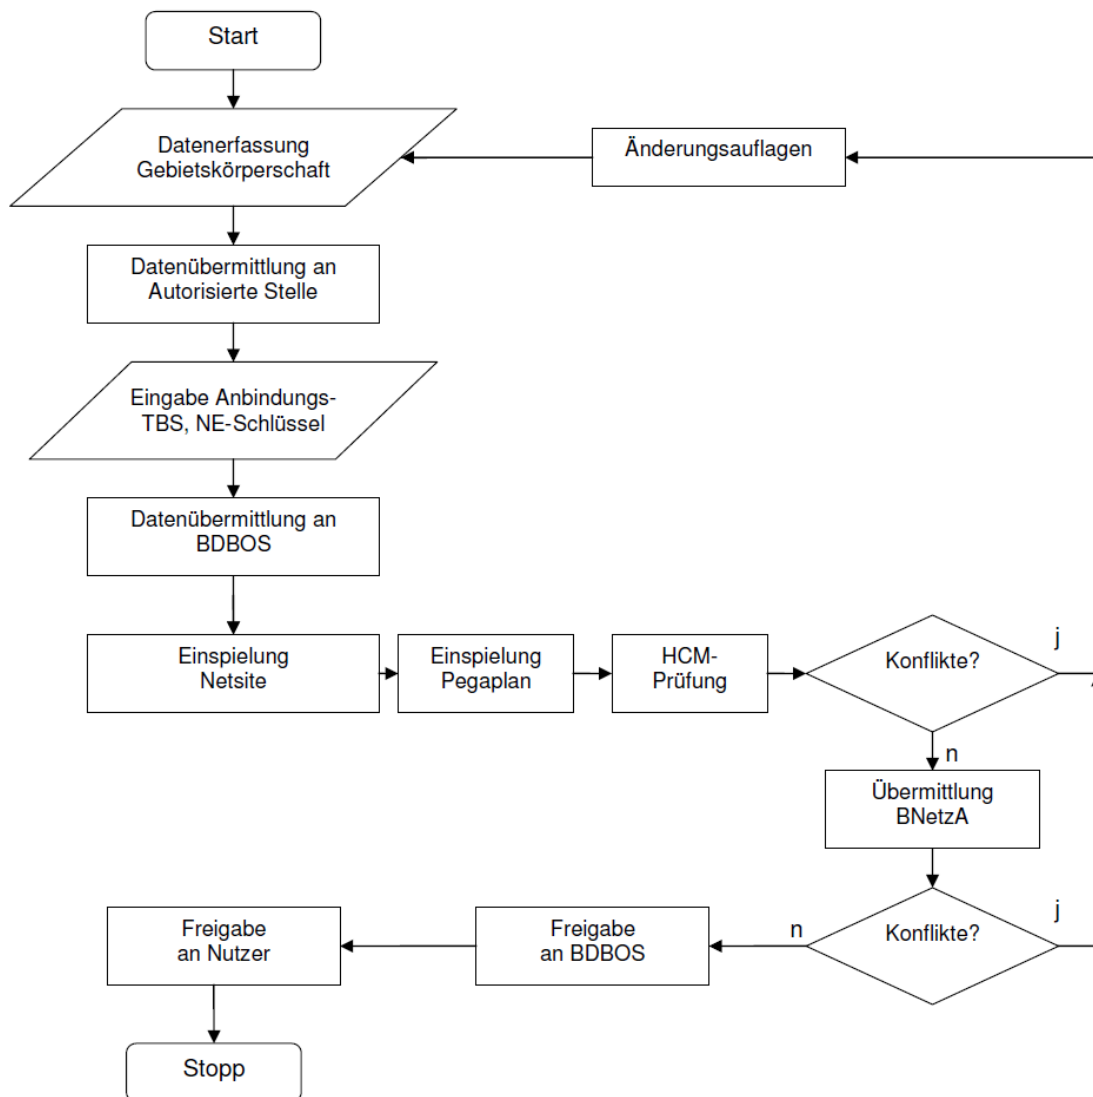 Start
Datenerfassung
Gebietskörperschaft
Änderungsauflagen
Datenübermittlung an
Autorisierte Stelle
Eingabe Anbindungs-
TBS, NE-Schlüssel
Datenübermittlung an
BDBOS
Einspielung
Netsite
Einspielung
Pegaplan
HCM-
Prüfung
Konflikte?
j
n
Übermittlung
BNetzA
Konflikte?
j
n
Freigabe
an BDBOS
Freigabe
an Nutzer
Stopp